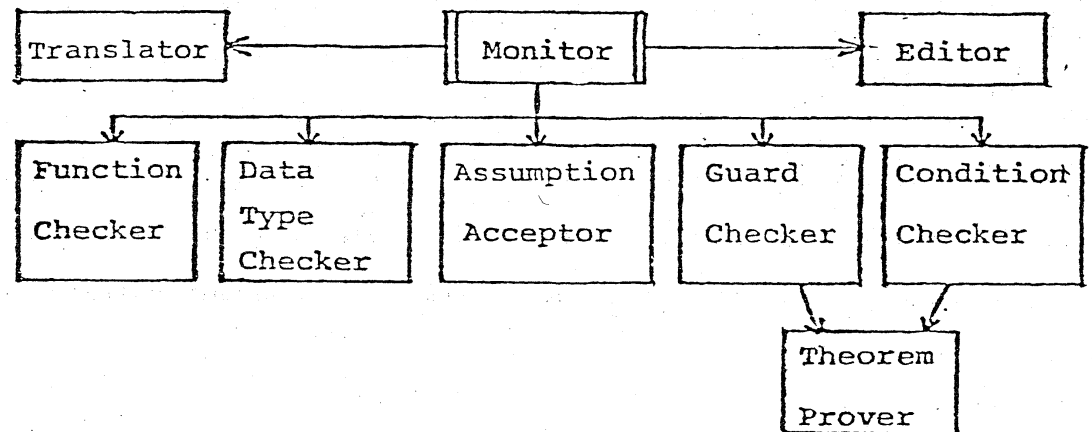 Translator
Monitor
Editor
Function
Checker
Data
Type
Checker
Assumption
Acceptor
Guard
Checker
Condition
Checker
Theorem
Prover